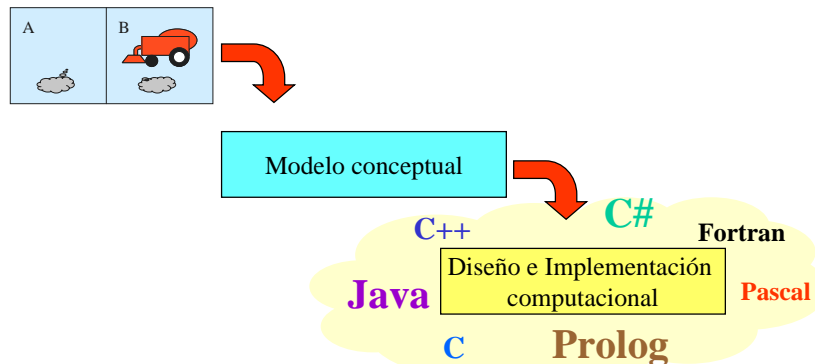 A
B
Modelo conceptual
C#
C++
Fortran
Diseño e Implementación
computacional
Java
Pascal
C
Prolog